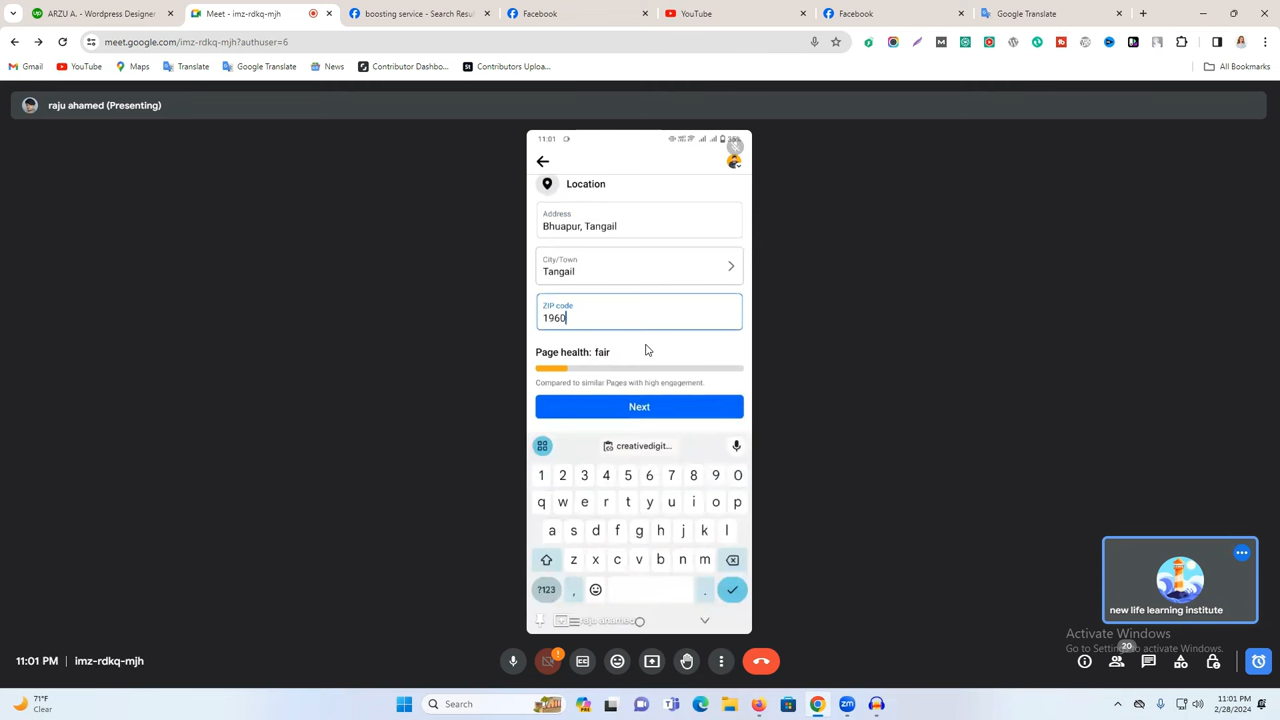 ARZU A. - Wordpress Designer
Meet - imz-rdkq-mjh
boosting service - Search Resul
Facebook
YouTube
Facebook
Google Translate
meet.google.com/imz-rdkq-mjh?authuser=6
Gmail
YouTube
Maps
Translate
Google Translate
News
Contributor Dashbo...
Contributors Uploa...
All Bookmarks
raju ahamed (Presenting)
11:01
35%
Location
Address
Bhuapur, Tangail
City/Town
Tangail
ZIP code
1960
Page health: fair
Compared to similar Pages with high engagement.
Next
creativedigit...
1 2 3 4 5 6 7 8 9 0
q w e r t y u i o p
a s d f g h j k l
z x c v b n m
?123 , .
raju ahamed
new life learning institute
Activate Windows
Go to Settings to activate Windows.
11:01 PM | imz-rdkq-mjh
20
71°F
Clear
Search
11:01 PM
2/28/2024